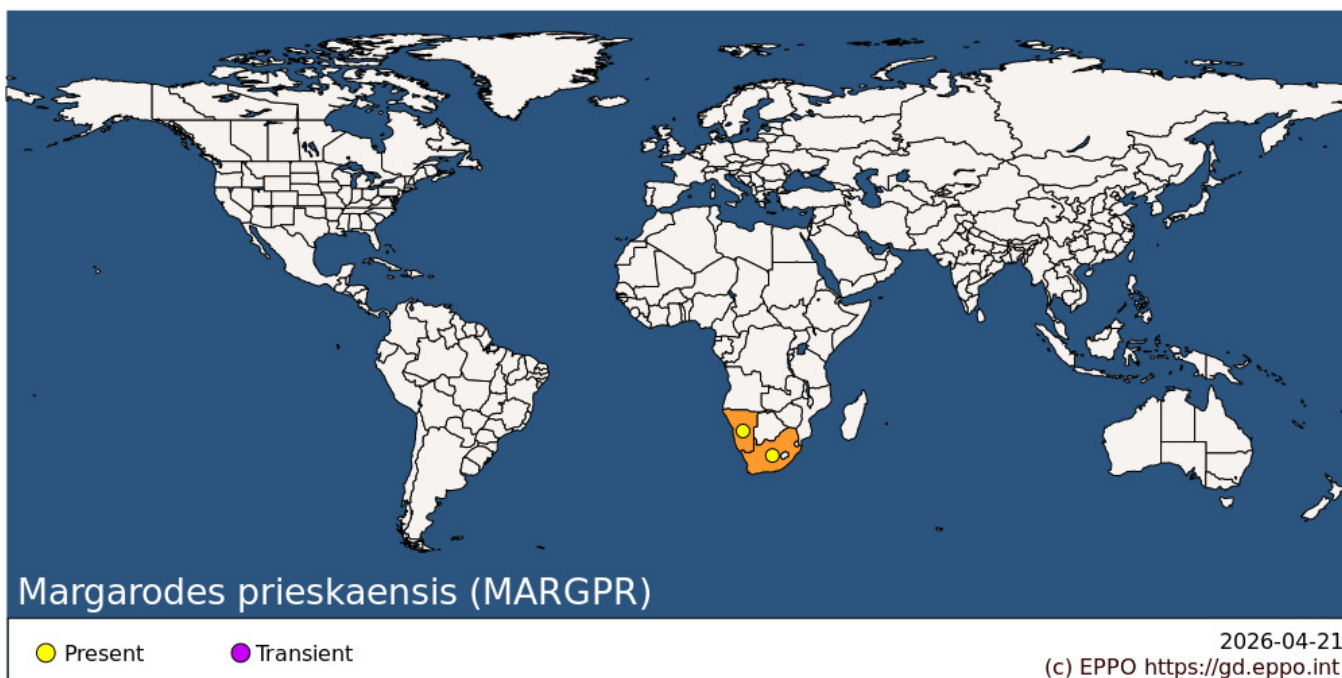 Margarodes prieskaensis (MARGPR)
Present
Transient
2026-04-21
(c) EPPO https://gd.eppo.int